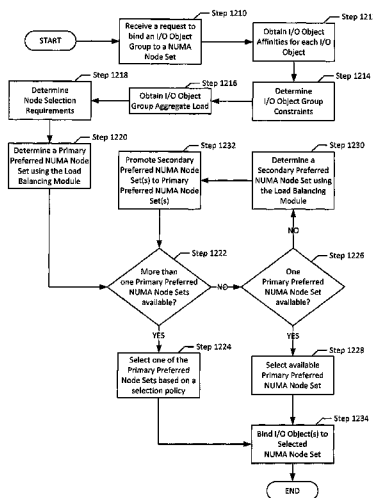 START
Step 1210
Receive a request to
bind an I/O Object
Group to a NUMA
Node Set
Step 121
Obtain I/O Object
Affinities for each I/O
Object
Step 1214
Determine
I/O Object Group
Constraints
Step 1216
Obtain I/O Object
Group Aggregate Load
Step 1218
Determine
Node Selection
Requirements
Step 1220
Determine a Primary
Preferred NUMA Node
Set using the Load
Balancing Module
Step 1232
Promote Secondary
Preferred NUMA Node
Set(s) to Primary
Preferred NUMA Node
Set(s)
Step 1230
Determine a
Secondary Preferred
NUMA Node Set using
the Load Balancing
Module
NO
Step 1222
More than
one Primary Preferred
NUMA Node Sets
available?
NO
Step 1226
One
Primary Preferred
NUMA Node Set
available?
YES
YES
Step 1224
Select one of the
Primary Preferred
Node Sets based on a
selection policy
Step 1228
Select available
Primary Preferred
NUMA Node Set
Step 1234
Bind I/O Object(s) to
Selected
NUMA Node Set
END